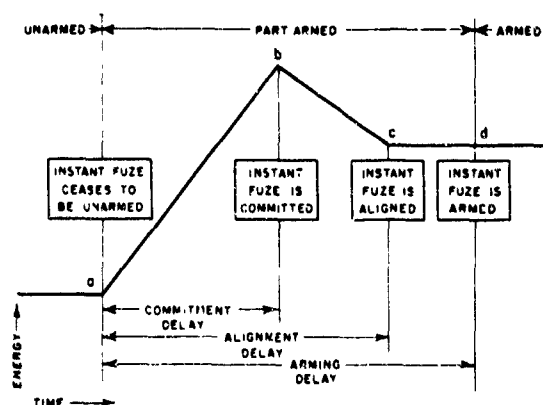 UNARMED
PART ARMED
ARMED
b
c
d
INSTANT FUZE
CEASES TO
BE UNARMED
INSTANT
FUZE IS
COMMITTED
INSTANT
FUZE IS
ALIGNED
INSTANT
FUZE IS
ARMED
a
COMMITMENT
DELAY
ALIGNMENT
DELAY
ARMING
DELAY
ENERGY
TIME